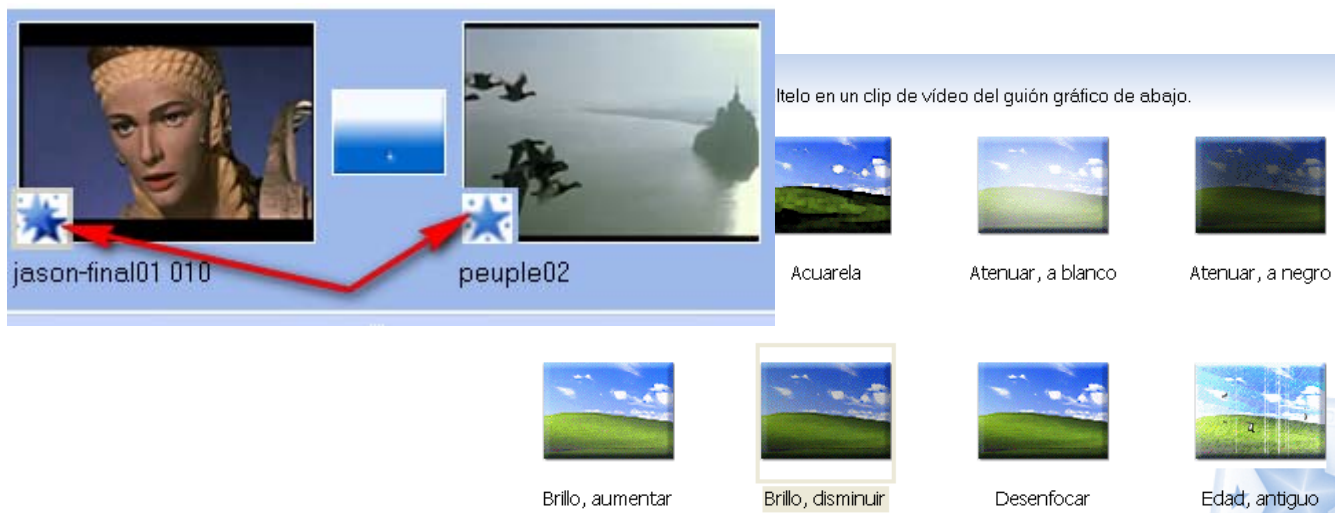 ltelo en un clip de vídeo del guión gráfico de abajo.
jason-final01 010
peuple02
Acuarela
Atenuar, a blanco
Atenuar, a negro
Brillo, aumentar
Brillo, disminuir
Desenfocar
Edad, antiguo